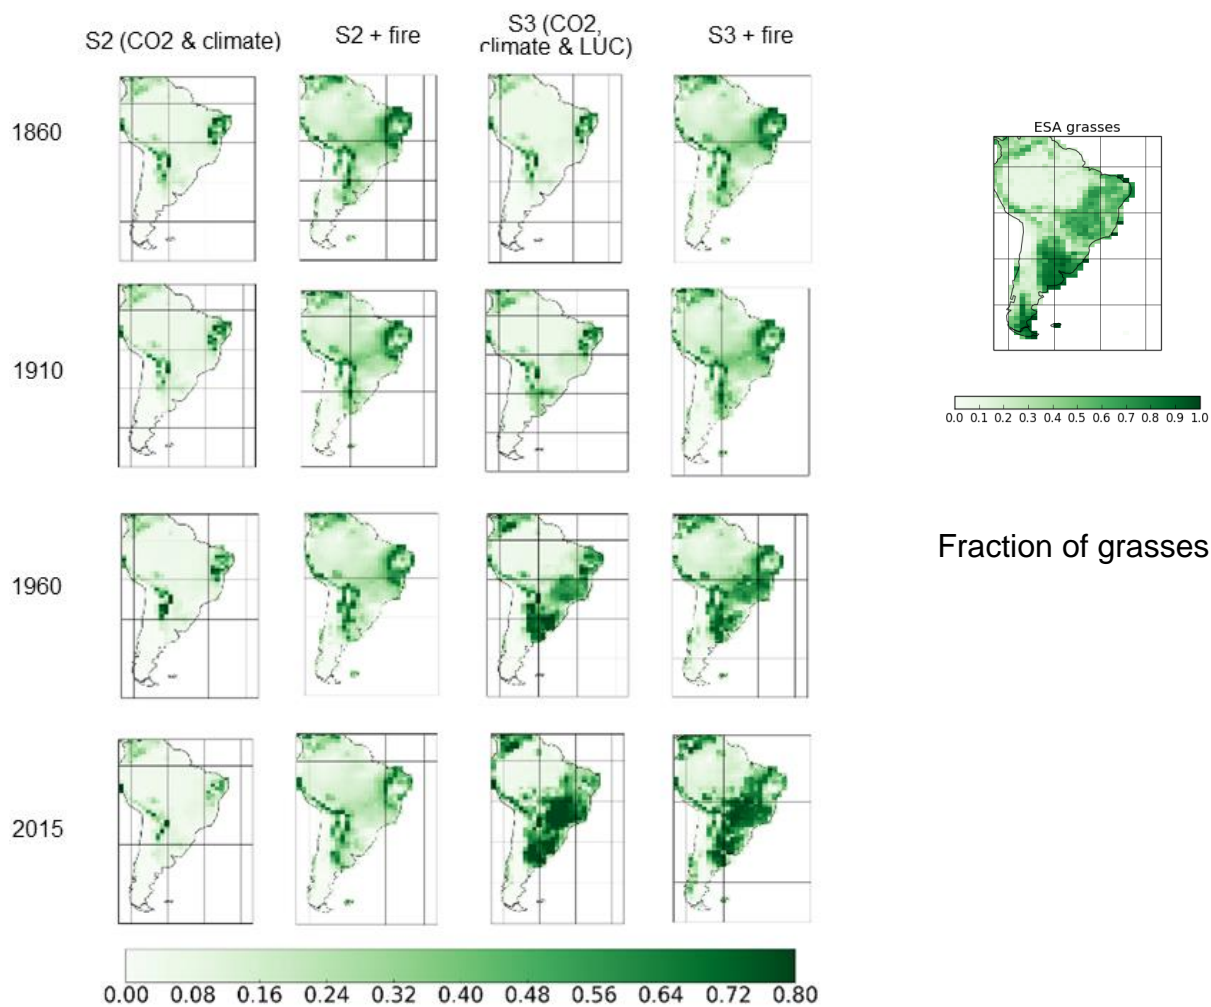 S2 (CO2 & climate)
S2 + fire
S3 (CO2,
climate & LUC)
S3 + fire
1860
1910
1960
2015
0.00 0.08 0.16 0.24 0.32 0.40 0.48 0.56 0.64 0.72 0.80
ESA grasses
0.0 0.1 0.2 0.3 0.4 0.5 0.6 0.7 0.8 0.9 1.0
Fraction of grasses